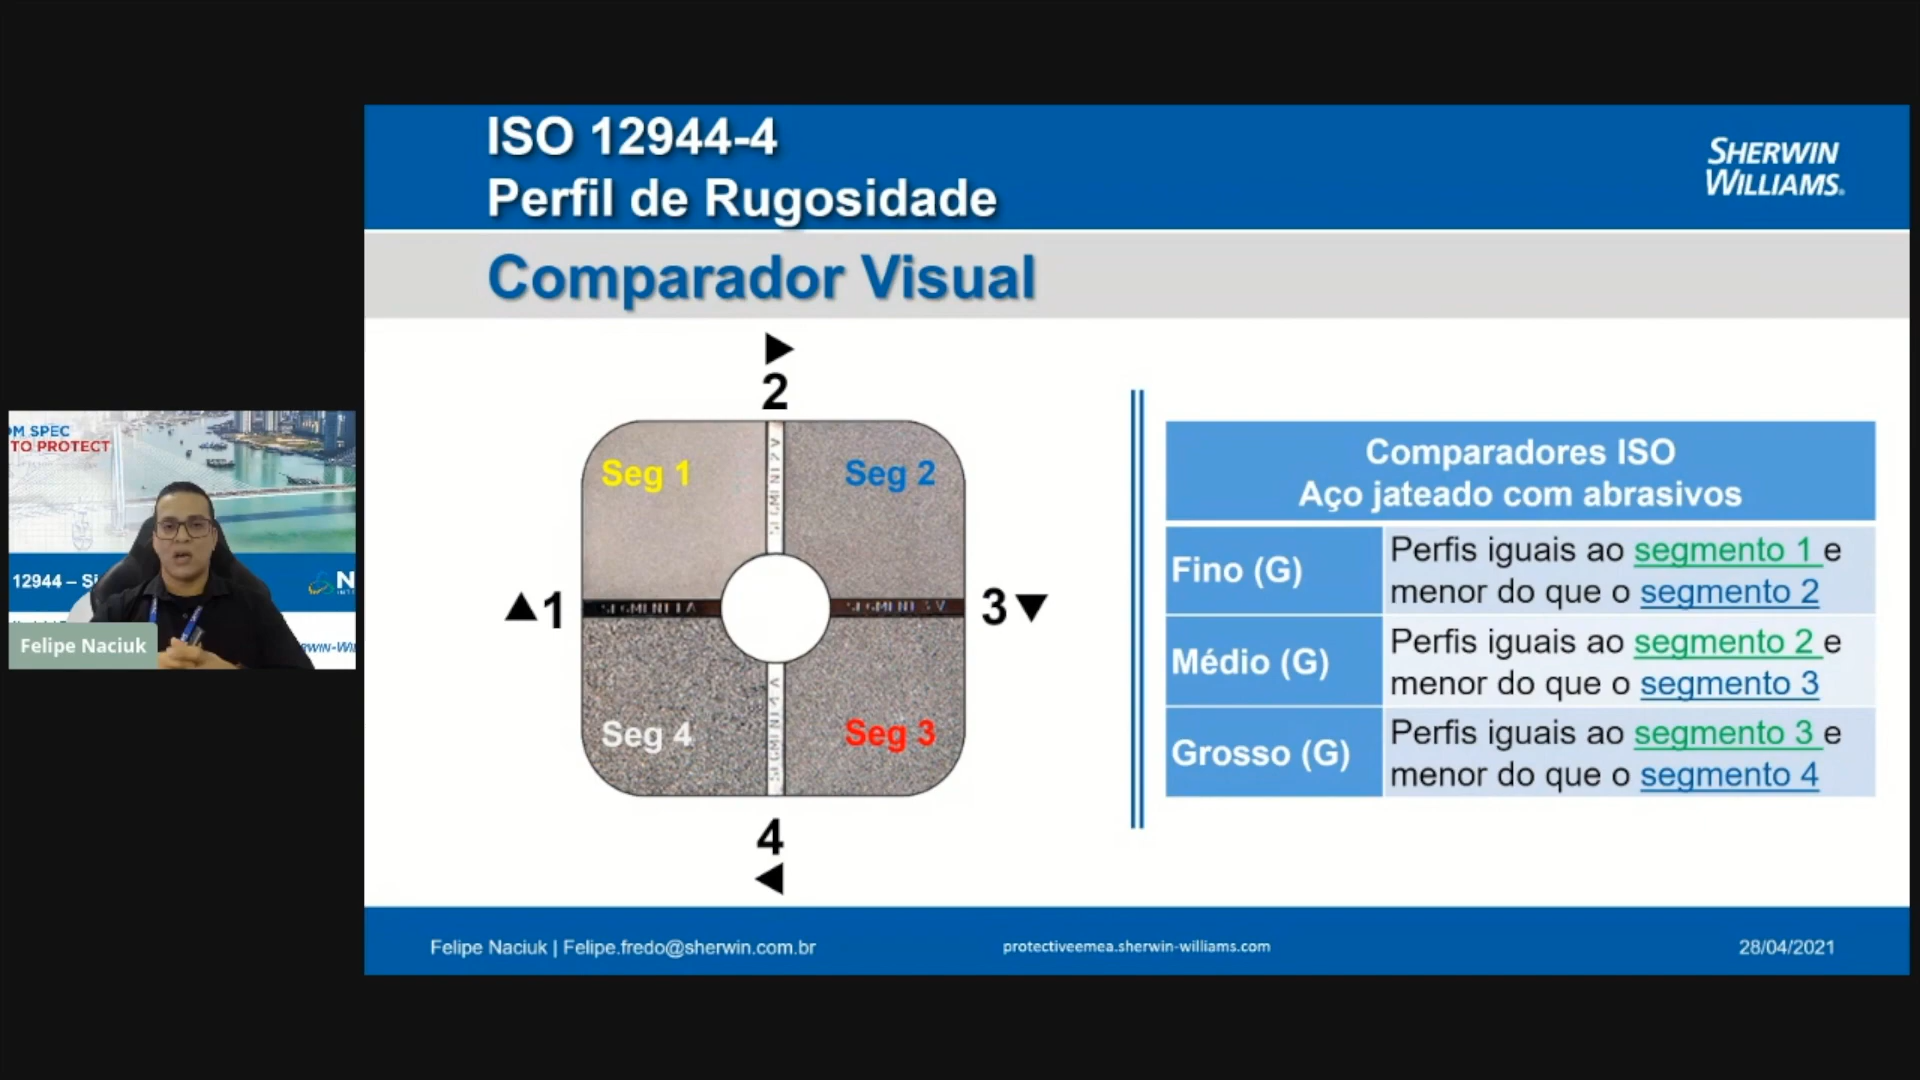 ISO 12944-4
Perfil de Rugosidade
SHERWIN
WILLIAMS.
Comparador Visual
2
Seg 1
Seg 2
1
3
Seg 4
Seg 3
4
Comparadores ISO
Aço jateado com abrasivos
Fino (G)
Perfis iguais ao segmento 1 e
menor do que o segmento 2
Médio (G)
Perfis iguais ao segmento 2 e
menor do que o segmento 3
Grosso (G)
Perfis iguais ao segmento 3 e
menor do que o segmento 4
SPEC
TO PROTECT
12944 –
Felipe Naciuk
Felipe Naciuk | Felipe.fredo@sherwin.com.br
protectiveemea.sherwin-williams.com
28/04/2021